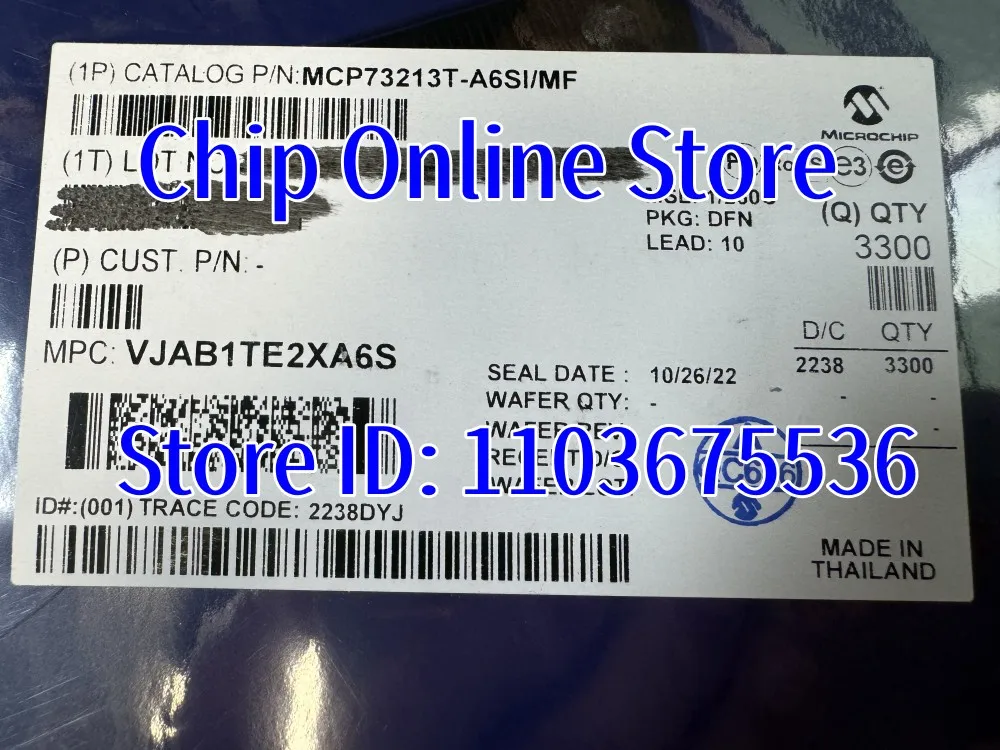 (1P) CATALOG P/N:MCP73213T-A6SI/MF
MICROCHIP
Chip Online Store
(1T) LOT NO
e3
PKG: DFN
LEAD: 10
(Q) QTY
3300
(P) CUST. P/N: -
D/C QTY
2238 3300
- -
-
MPC: VJAB1TE2XA6S
SEAL DATE : 10/26/22
WAFER QTY: -
WAFER
Store ID: 1103675536
ID#:(001) TRACE CODE: 2238DYJ
MADE IN
THAILAND